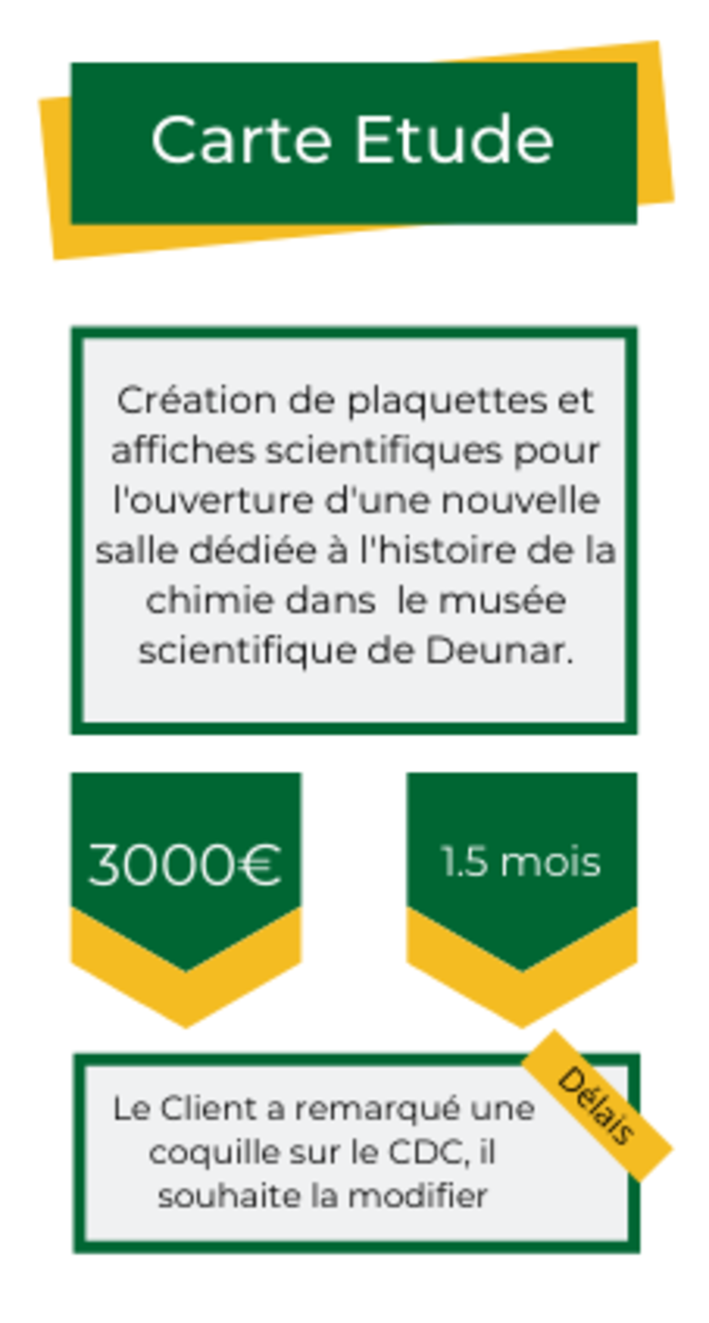 Carte Etude
Création de plaquettes et
affiches scientifiques pour
l'ouverture d'une nouvelle
salle dédiée à l'histoire de la
chimie dans  le musée
scientifique de Deunar.
3000€
1.5 mois
Délais
Le Client a remarqué une
coquille sur le CDC, il
souhaite la modifier